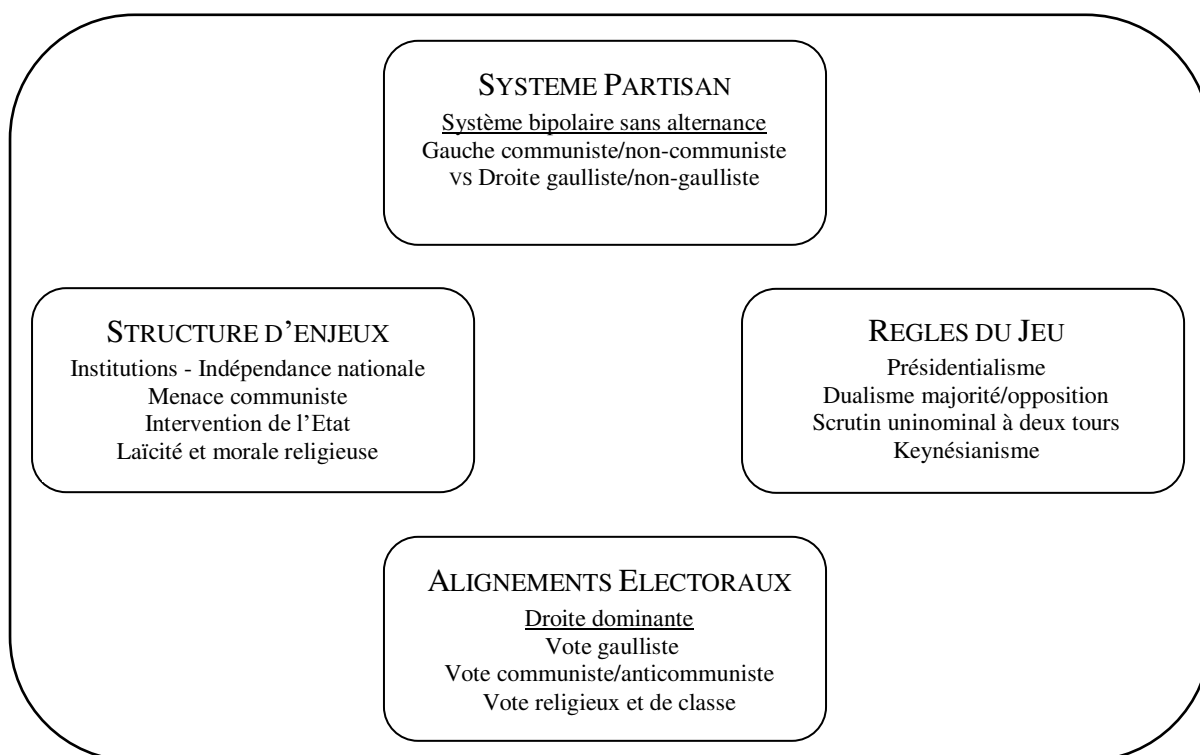 SYSTEME PARTISAN
Système bipolaire sans alternance
Gauche communiste/non-communiste
VS Droite gaulliste/non-gaulliste
STRUCTURE D’ENJEUX
Institutions - Indépendance nationale
Menace communiste
Intervention de l’Etat
Laïcité et morale religieuse
REGLES DU JEU
Présidentialisme
Dualisme majorité/opposition
Scrutin uninominal à deux tours
Keynésianisme
ALIGNEMENTS ELECTORAUX
Droite dominante
Vote gaulliste
Vote communiste/anticommuniste
Vote religieux et de classe